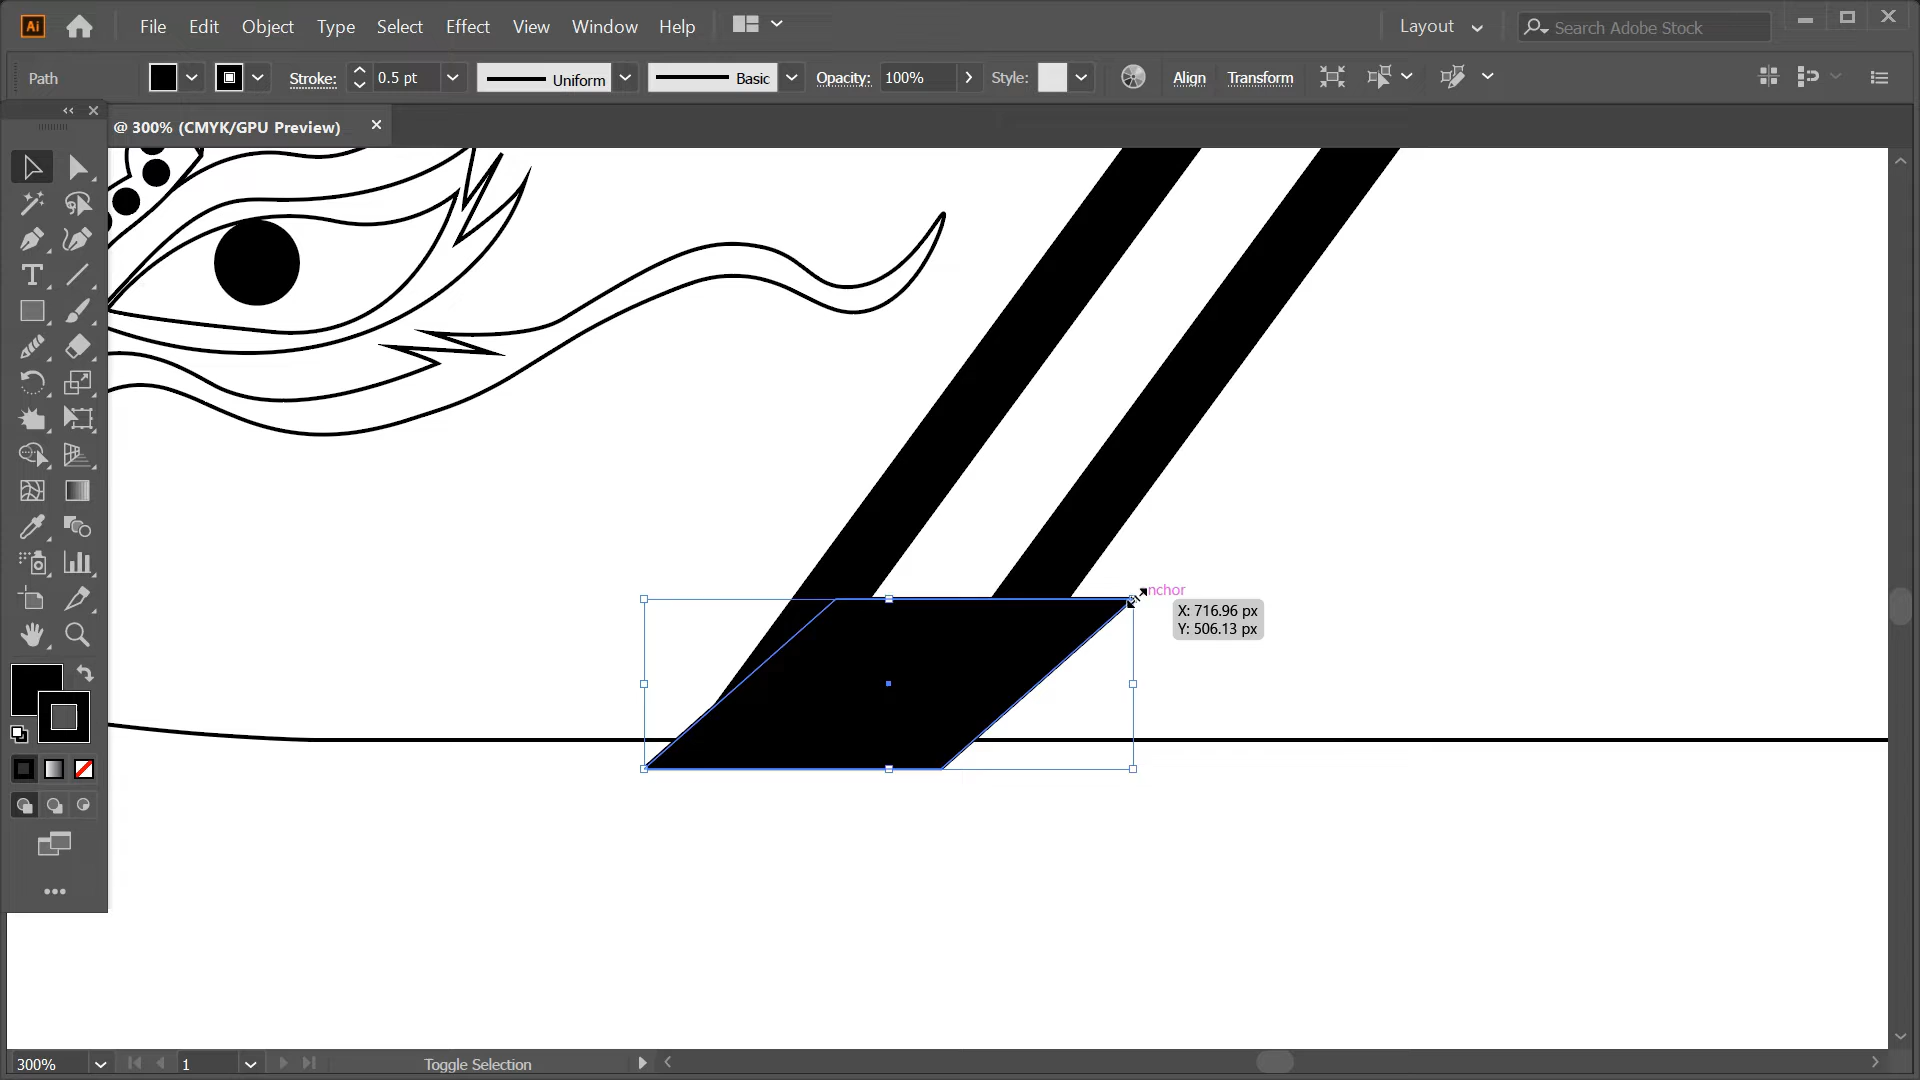 Ai File Edit Object Type Select Effect View Window Help Layout Search Adobe Stock
Path Stroke: 0.5 pt Uniform Basic Opacity: 100% Style: Align Transform
@ 300% (CMYK/GPU Preview)
nchor
X: 716.96 px
Y: 506.13 px
300% 1 Toggle Selection